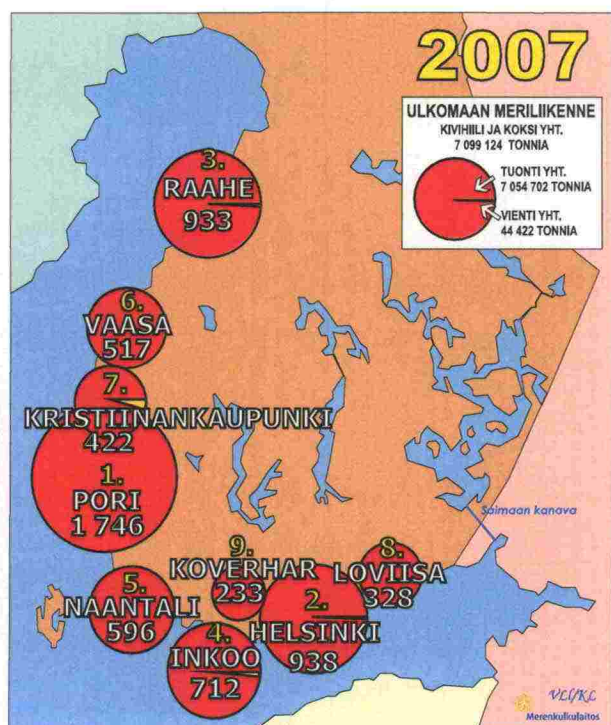 2007
ULKOMAAN MERILIIKENNE
KIVIHIILI JA KOKSI YHT.
7 099 124 TONNIA
TUONTI YHT.
7 054 702 TONNIA
VIENTI YHT.
44 422 TONNIA
3.
RAAHE
933
6.
VAASA
517
7.
KRISTIINANKAUPUNKI
422
1.
PORI
1 746
Saimaan kanava
9.
KOVERHAR
233
8.
LOVIISA
328
5.
NAANTALI
596
2.
HELSINKI
938
4.
INKOO
712
VLI/KL
Merenkulkulaitos